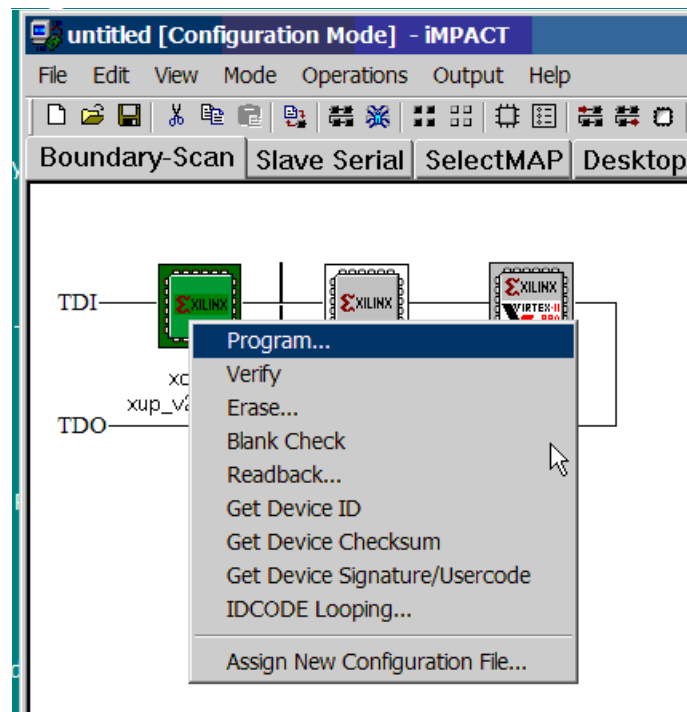 untitled [Configuration Mode] - iMPACT
File Edit View Mode Operations Output Help
Boundary-Scan Slave Serial SelectMAP Desktop
TDI
XILINX
XILINX
XILINX
VIRTEX-II
Program...
Verify
Erase...
Blank Check
Readback...
Get Device ID
Get Device Checksum
Get Device Signature/Usercode
IDCODE Looping...
Assign New Configuration File...
xc
xup_v2
TDO